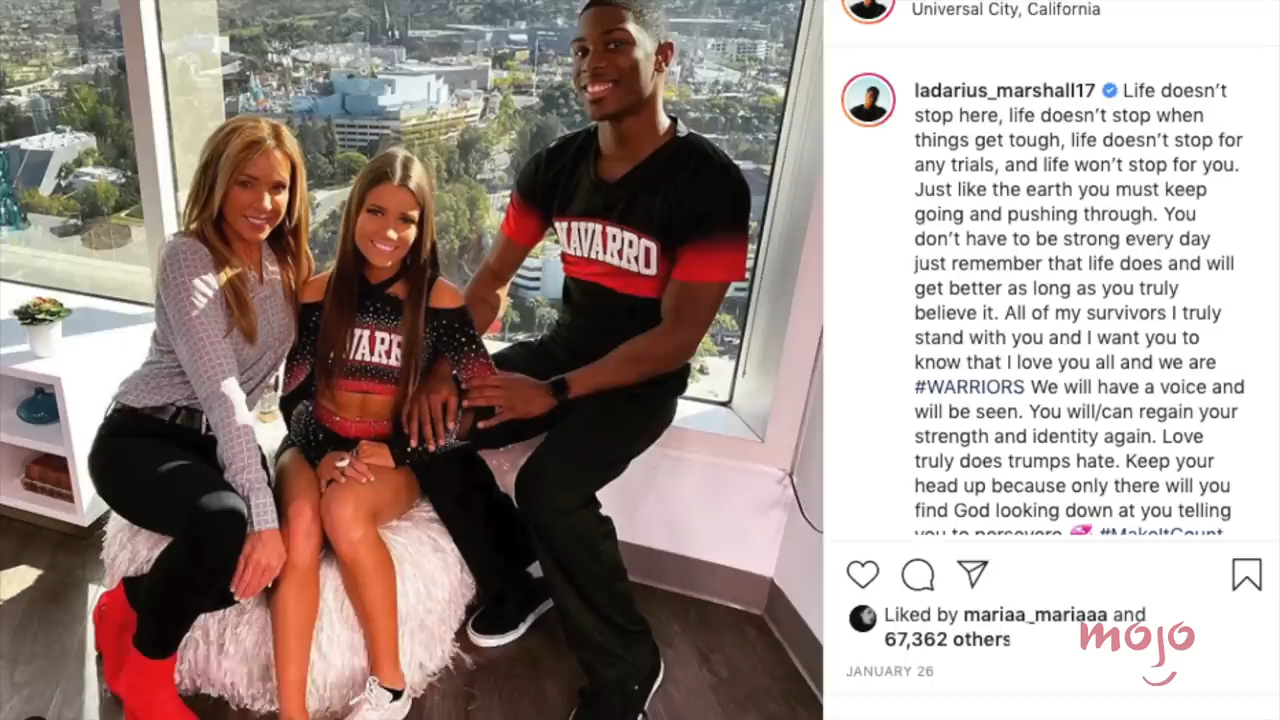 Universal City, California
ladarius_marshall17 Life doesn't
stop here, life doesn't stop when
things get tough, life doesn't stop for
any trials, and life won't stop for you.
Just like the earth you must keep
going and pushing through. You
don't have to be strong every day
just remember that life does and will
get better as long as you truly
believe it. All of my survivors I truly
stand with you and I want you to
know that I love you all and we are
#WARRIORS We will have a voice and
will be seen. You will/can regain your
strength and identity again. Love
truly does trumps hate. Keep your
head up because only there will you
find God looking down at you telling
you to persevere 💞 #MakeItCount
Liked by mariaa_mariaaa and
67,362 others
JANUARY 26
mojo
NAVARRO
NAVARR